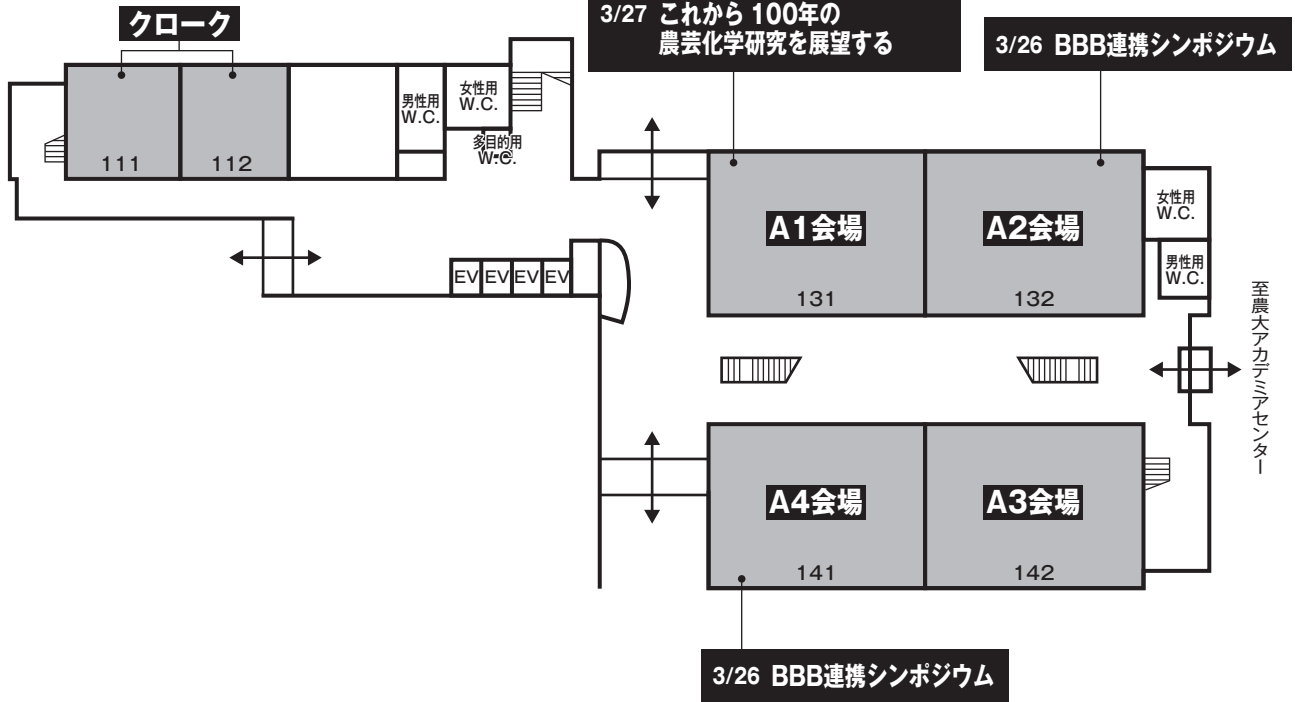 クローク
3/27 これから 100年の
農芸化学研究を展望する
3/26 BBB連携シンポジウム
男性用
W.C.
女性用
W.C.
多目的用
W.C.
111
112
A1会場
131
A2会場
132
女性用
W.C.
男性用
W.C.
EV
EV
EV
EV
至農大アカデミアセンター
A4会場
141
A3会場
142
3/26 BBB連携シンポジウム